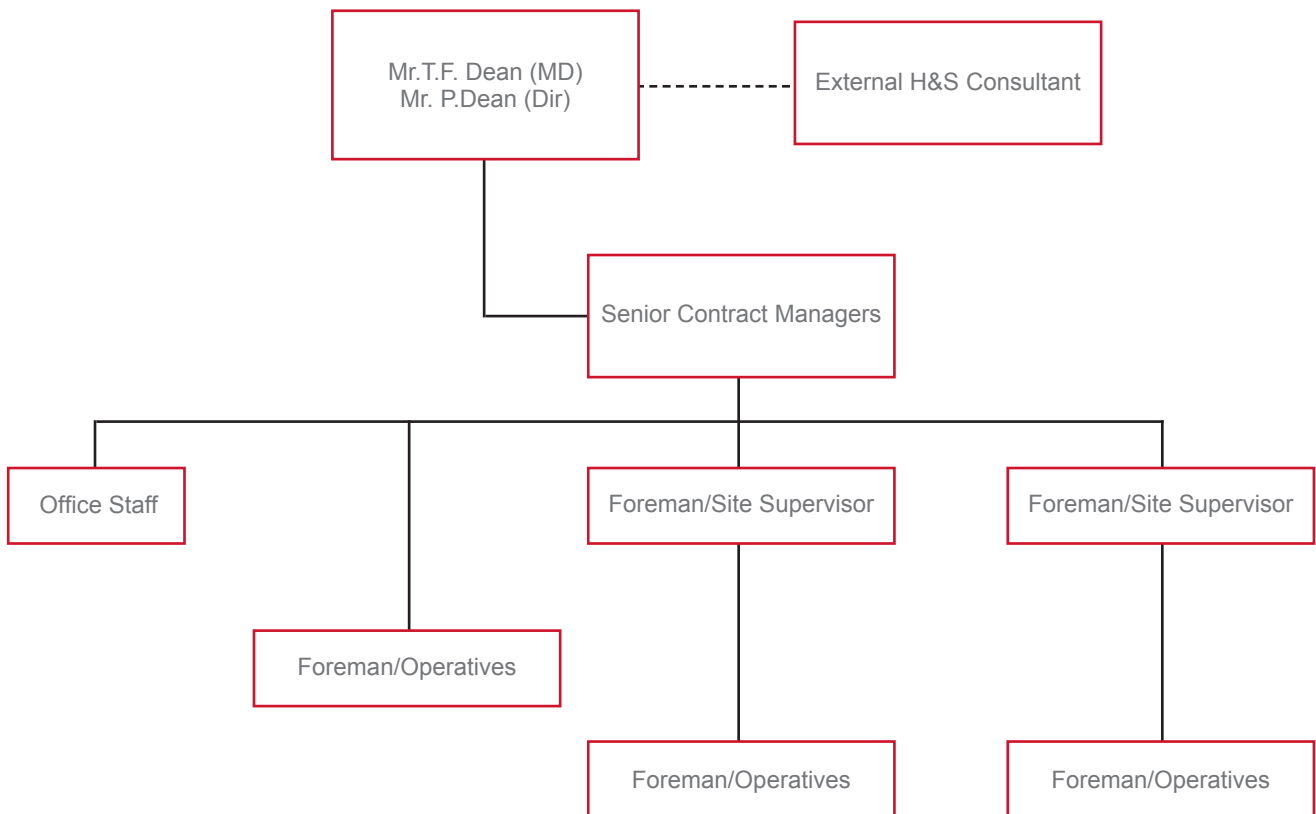 Mr.T.F. Dean (MD)
Mr. P.Dean (Dir)
External H&S Consultant
Senior Contract Managers
Office Staff
Foreman/Site Supervisor
Foreman/Site Supervisor
Foreman/Operatives
Foreman/Operatives
Foreman/Operatives